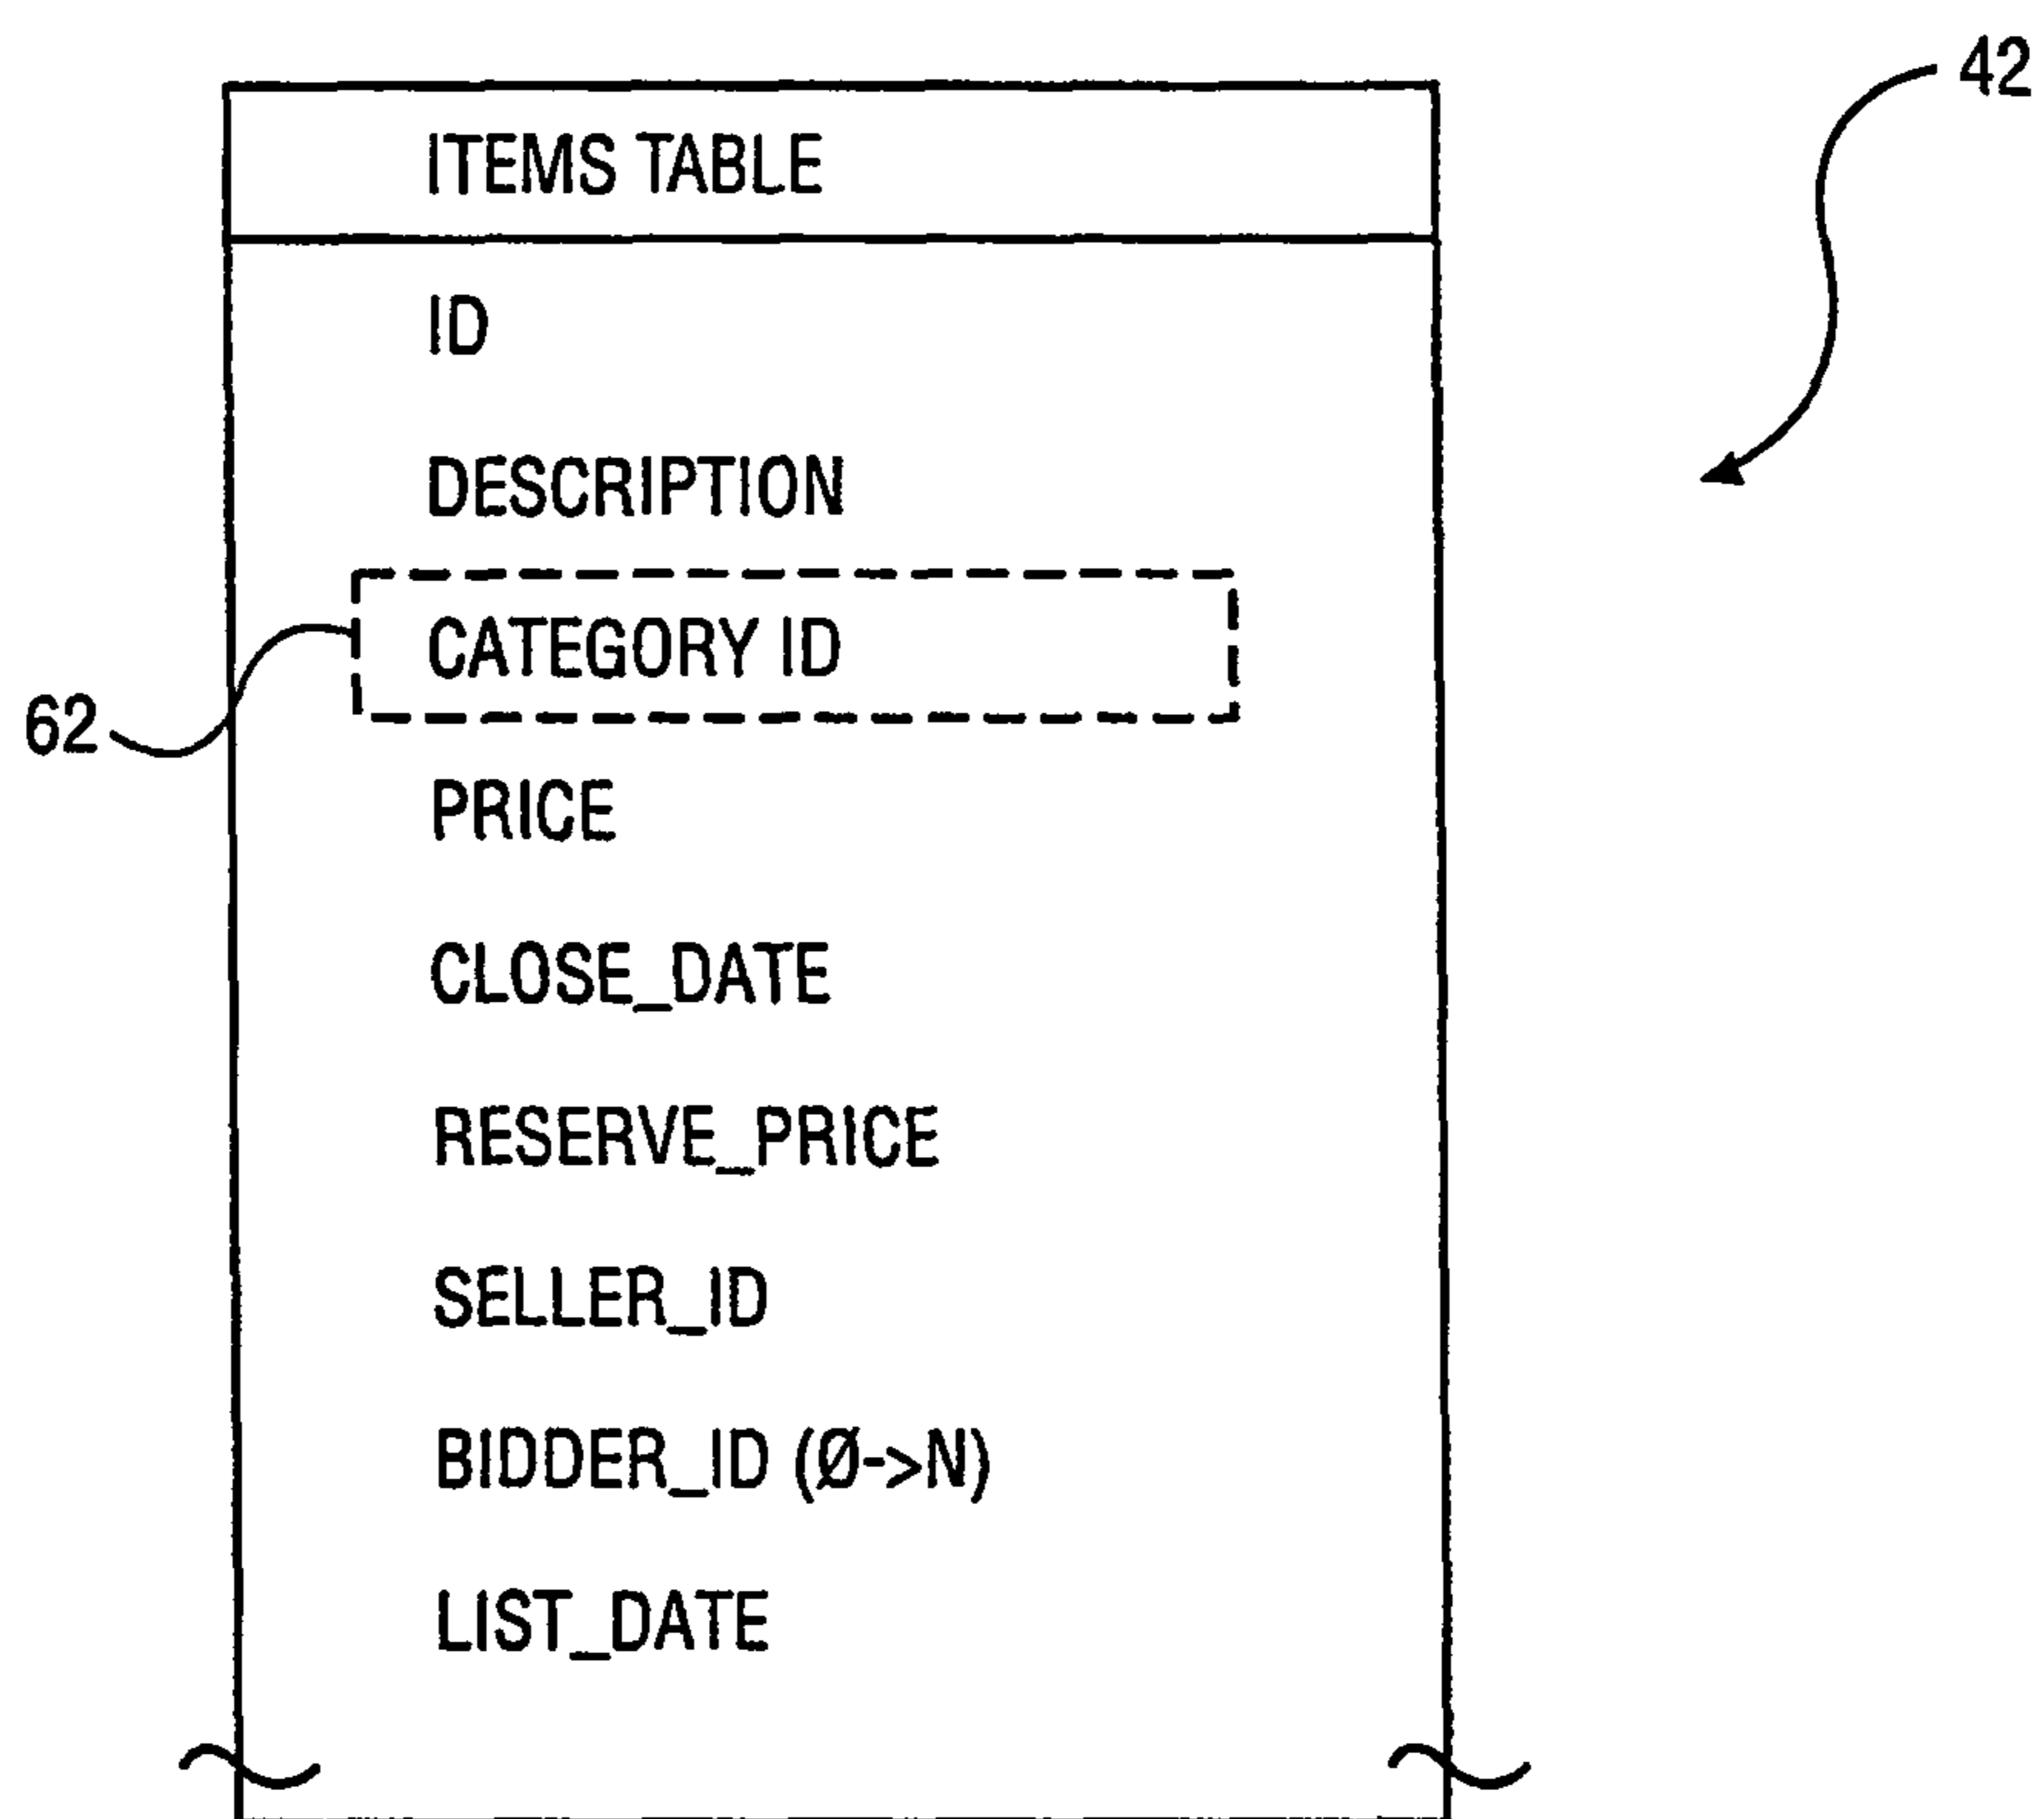 42
ITEMS TABLE
ID
DESCRIPTION
CATEGORY ID
62
PRICE
CLOSE_DATE
RESERVE_PRICE
SELLER_ID
BIDDER_ID (Ø->N)
LIST_DATE